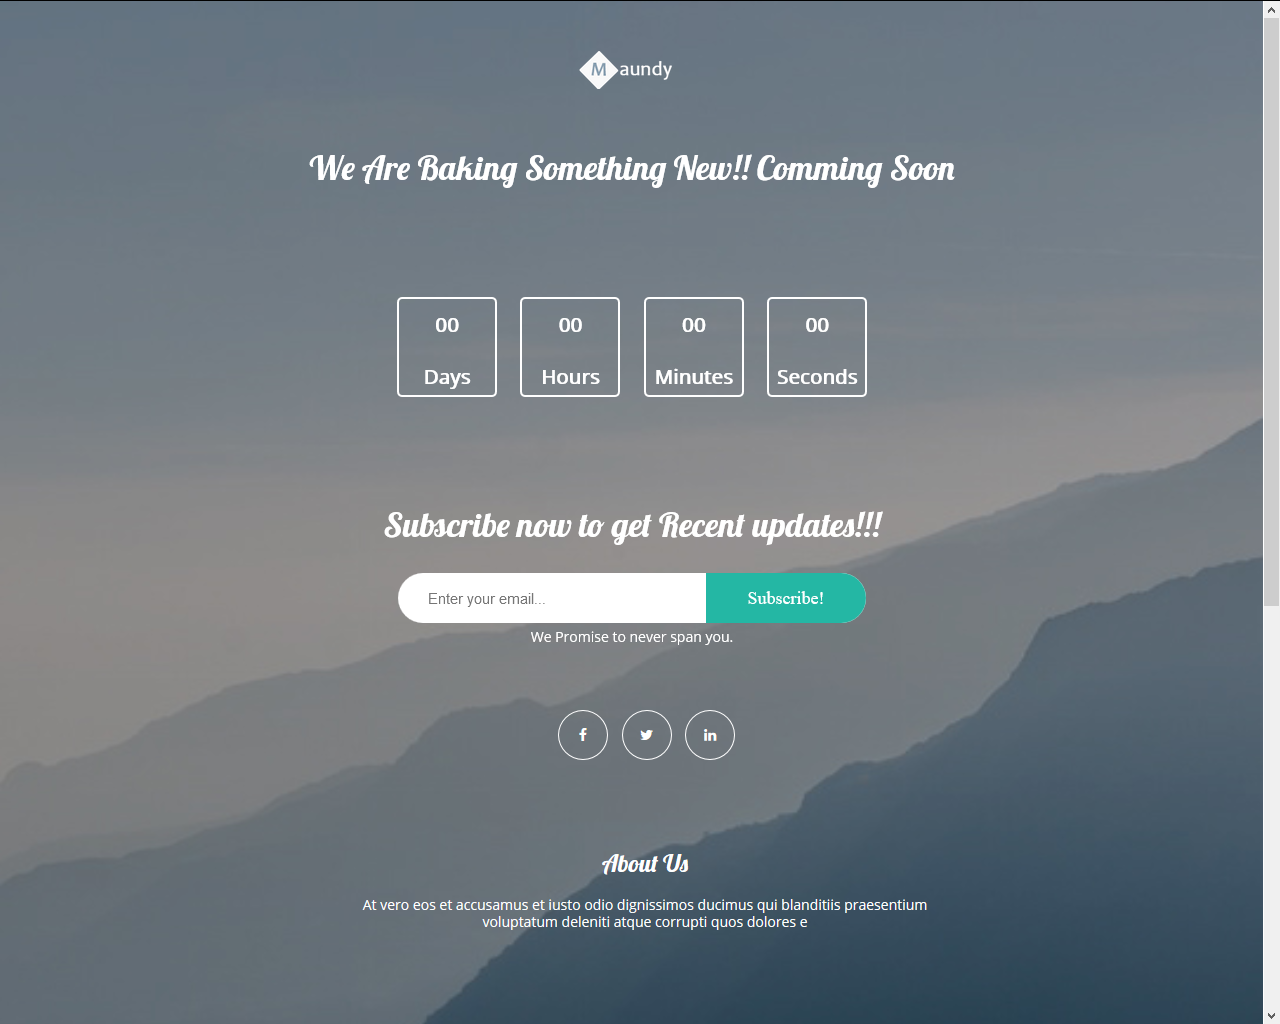 Maundy
We Are Baking Something New!! Comming Soon
00 00 00 00
Days Hours Minutes Seconds
Subscribe now to get Recent updates!!!
Enter your email... Subscribe!
We Promise to never span you.
About Us
At vero eos et accusamus et iusto odio dignissimos ducimus qui blanditiis praesentium
voluptatum deleniti atque corrupti quos dolores e